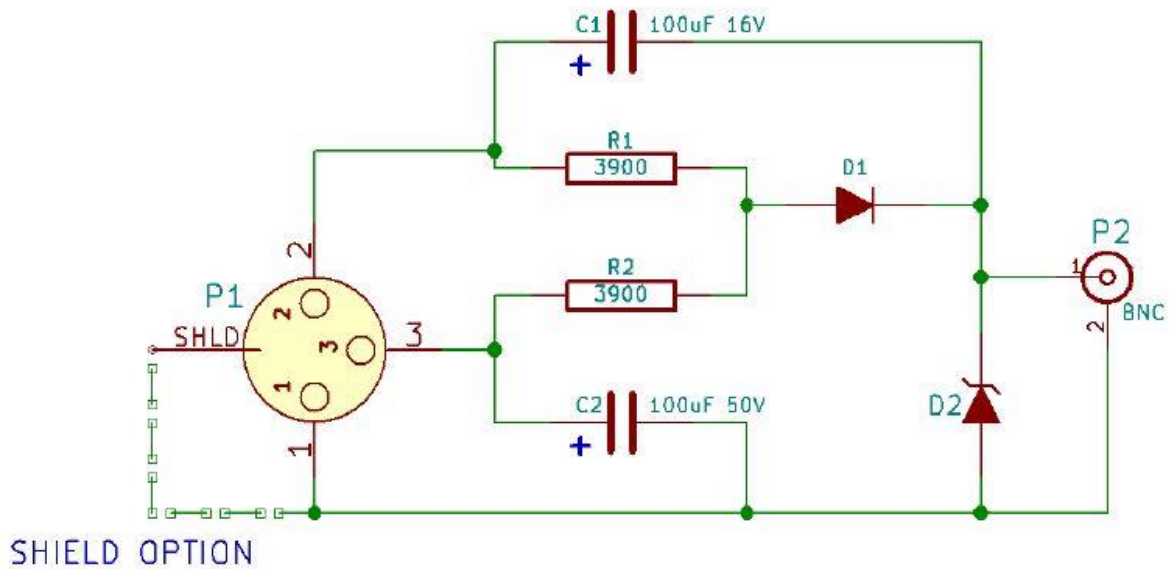 C1 100uF 16V
+
R1
3900
D1
2
P2
R2
1
P1
3900
2
BNC
SHLD
3
3
2
1
C2 100uF 50V
D2
+
1
SHIELD OPTION